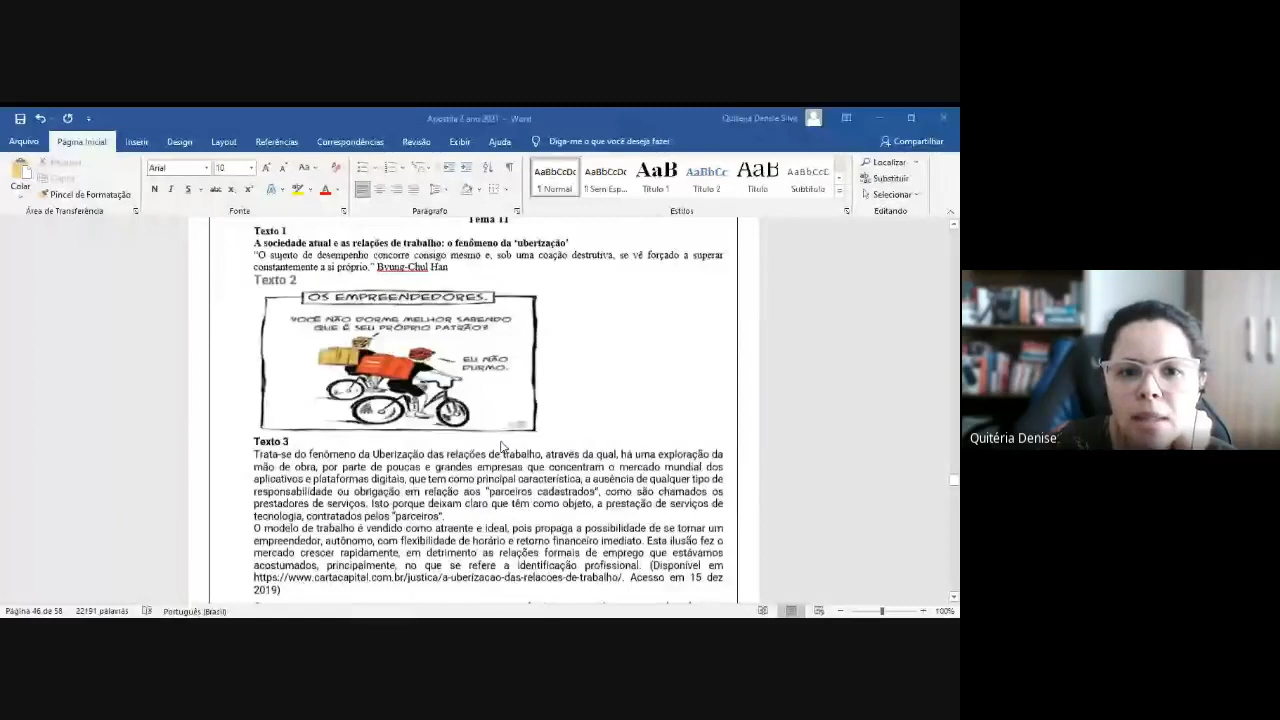 Apostila 2 ano 2021 – Word
Quitéria Denise Silva
Arquivo Página Inicial Inserir Design Layout Referências Correspondências Revisão Exibir Ajuda Diga-me o que você deseja fazer Compartilhar
Colar
Recortar
Copiar
Pincel de Formatação
Arial 10
N I S abc
AaBbCcDc AaBbCcDc AaB AaBbCc AaB AaBbCcC
¶ Normal ¶ Sem Esp... Título 1 Título 2 Título Subtítulo
Localizar
Substituir
Selecionar
Área de Transferência Fonte Parágrafo Estilos Editando
Tema 11
Texto 1
A sociedade atual e as relações de trabalho: o fenômeno da 'uberização'
"O sujeito de desempenho concorre consigo mesmo e, sob uma coação destrutiva, se vê forçado a superar
constantemente a si próprio." Byung-Chul Han
Texto 2
OS EMPREENDEDORES.
VOCÊ NÃO DORME MELHOR SABENDO
QUE É SEU PRÓPRIO PATRÃO?
EU NÃO
DURMO.
Texto 3
Trata-se do fenômeno da Uberização das relações de trabalho, através da qual, há uma exploração da
mão de obra, por parte de poucas e grandes empresas que concentram o mercado mundial dos
aplicativos e plataformas digitais, que tem como principal característica, a ausência de qualquer tipo de
responsabilidade ou obrigação em relação aos "parceiros cadastrados", como são chamados os
prestadores de serviços. Isto porque deixam claro que têm como objeto, a prestação de serviços de
tecnologia, contratados pelos "parceiros".
O modelo de trabalho é vendido como atraente e ideal, pois propaga a possibilidade de se tornar um
empreendedor, autônomo, com flexibilidade de horário e retorno financeiro imediato. Esta ilusão fez o
mercado crescer rapidamente, em detrimento as relações formais de emprego que estávamos
acostumados, principalmente, no que se refere a identificação profissional. (Disponível em
https://www.cartacapital.com.br/justica/a-uberizacao-das-relacoes-de-trabalho/. Acesso em 15 dez
2019)
Página 46 de 58 22191 palavras Português (Brasil) 100%
Quitéria Denise